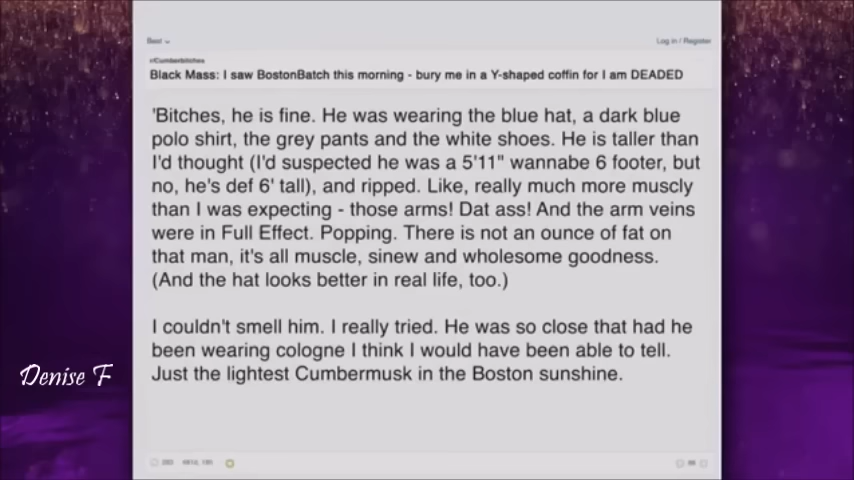 Best
Log in / Register
r/Cumberbitches
Black Mass: I saw BostonBatch this morning - bury me in a Y-shaped coffin for I am DEADED
'Bitches, he is fine. He was wearing the blue hat, a dark blue
polo shirt, the grey pants and the white shoes. He is taller than
I'd thought (I'd suspected he was a 5'11" wannabe 6 footer, but
no, he's def 6' tall), and ripped. Like, really much more muscly
than I was expecting - those arms! Dat ass! And the arm veins
were in Full Effect. Popping. There is not an ounce of fat on
that man, it's all muscle, sinew and wholesome goodness.
(And the hat looks better in real life, too.)
I couldn't smell him. I really tried. He was so close that had he
been wearing cologne I think I would have been able to tell.
Just the lightest Cumbermusk in the Boston sunshine.
Denise F